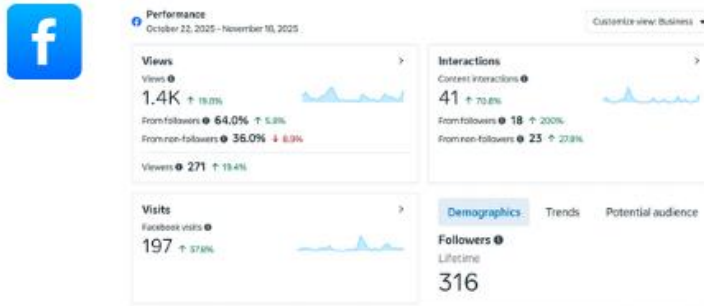 Performance
October 22, 2025 - November 18, 2025
Customize view: Business
Views
Views
1.4K ↑ 19.0%
From followers 64.0% ↑ 5.8%
From non-followers 36.0% ↓ 8.9%
Viewers 271 ↑ 19.4%
Interactions
Content interactions
41 ↑ 70.8%
From followers 18 ↑ 200%
From non-followers 23 ↑ 27.8%
Visits
Facebook visits
197 ↑ 57.6%
Demographics Trends Potential audience
Followers
Lifetime
316